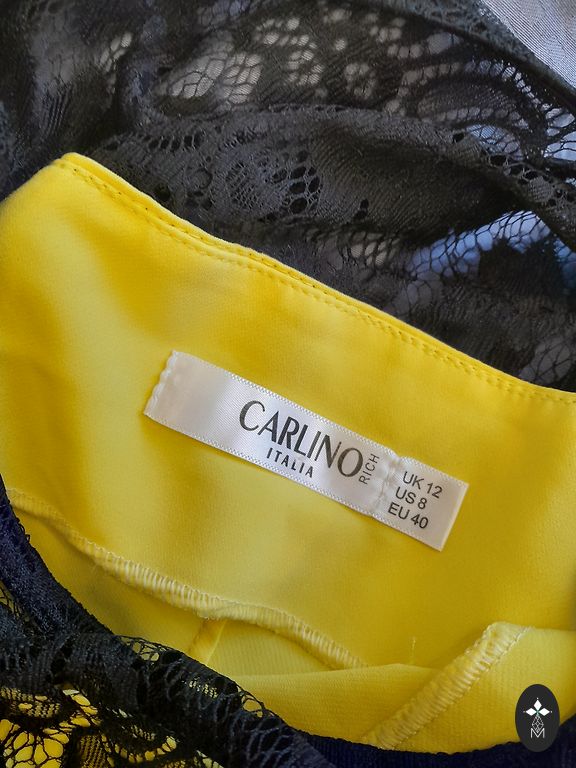 CARLINO
RICH
ITALIA
UK 12
US 8
EU 40
M